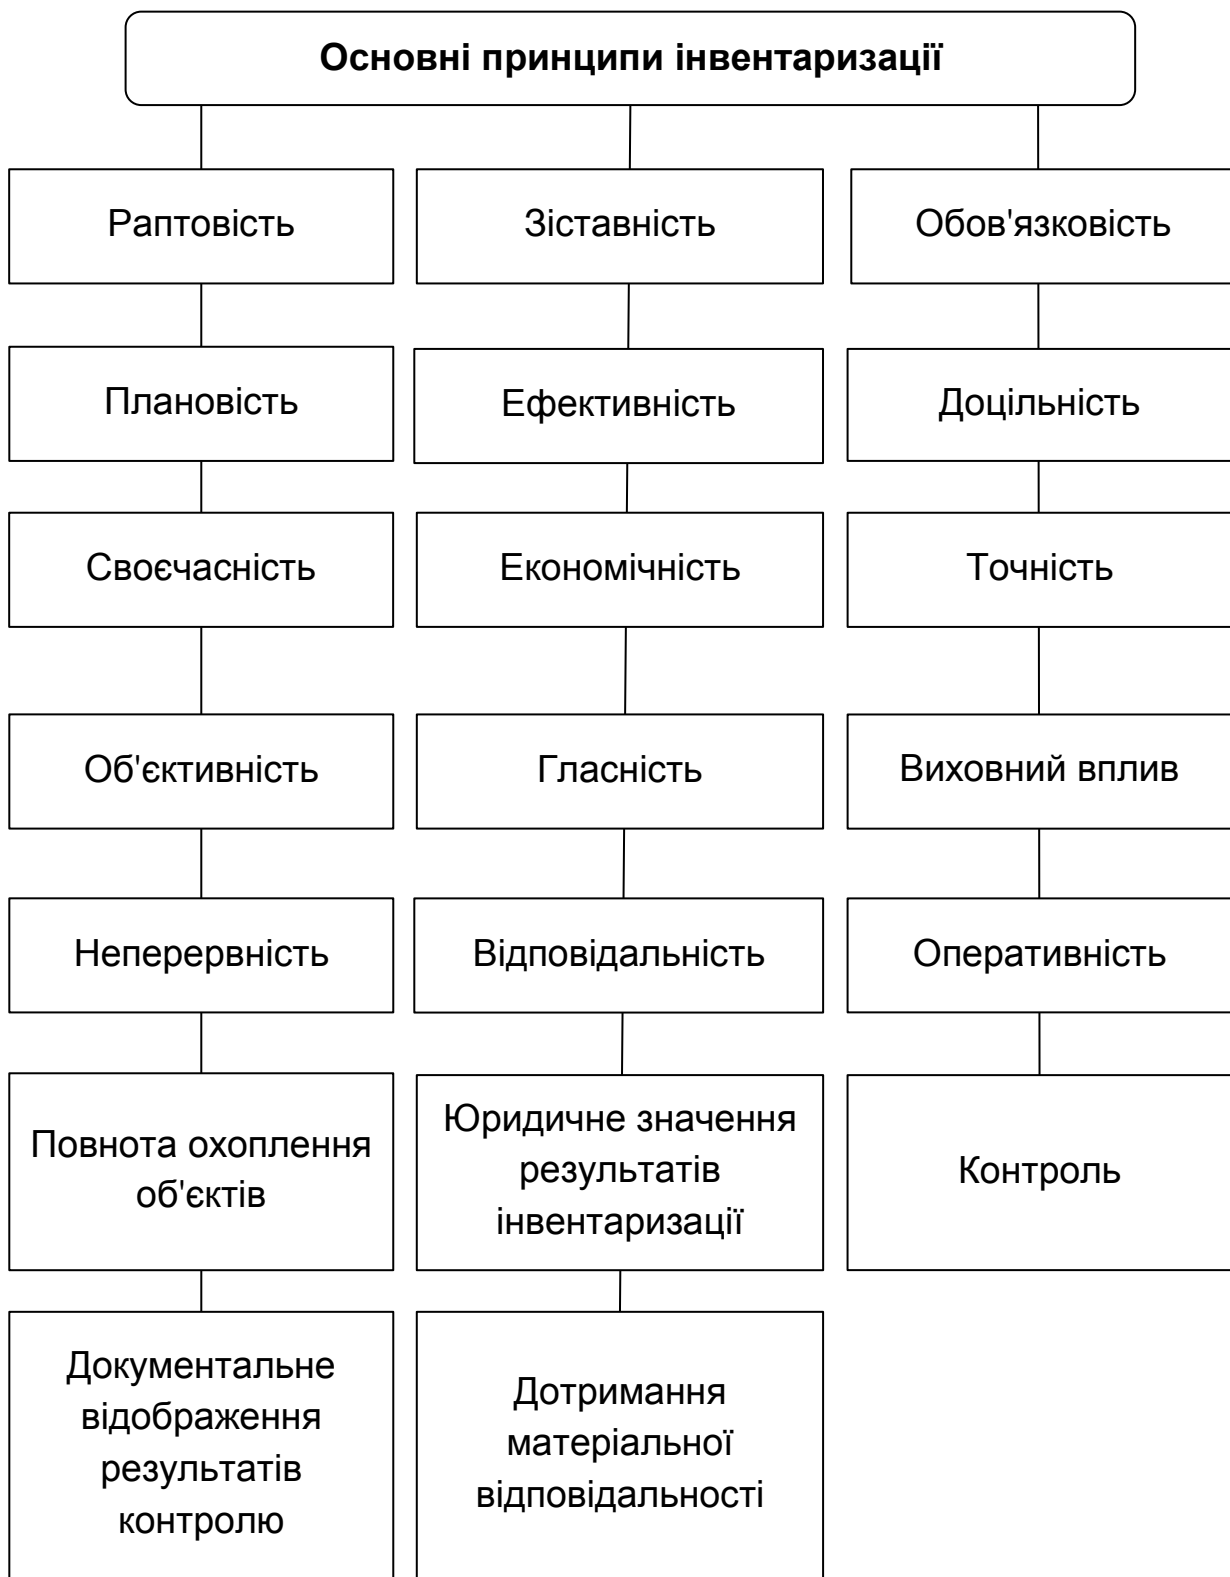 Основні принципи інвентаризації
Раптовість
Зіставність
Обов'язковість
Плановість
Ефективність
Доцільність
Своєчасність
Економічність
Точність
Об'єктивність
Гласність
Виховний вплив
Неперервність
Відповідальність
Оперативність
Повнота охоплення
об'єктів
Юридичне значення
результатів
інвентаризації
Контроль
Документальне
відображення
результатів
контролю
Дотримання
матеріальної
відповідальності